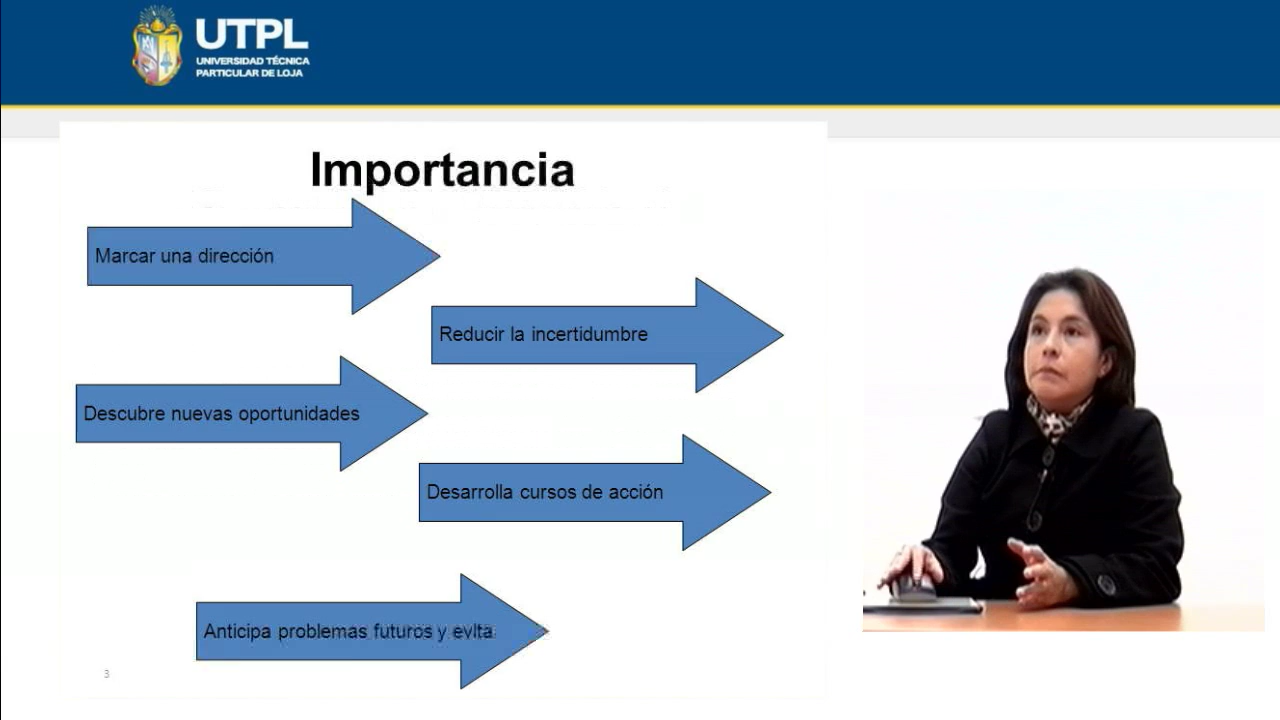 UTPL
UNIVERSIDAD TÉCNICA
PARTICULAR DE LOJA
Importancia
Marcar una dirección
Reducir la incertidumbre
Descubre nuevas oportunidades
Desarrolla cursos de acción
Anticipa problemas futuros y evita
3